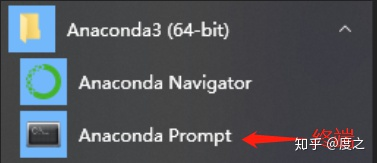 Anaconda3 (64-bit)
Anaconda Navigator
Anaconda Prompt 终端
知乎 @度之